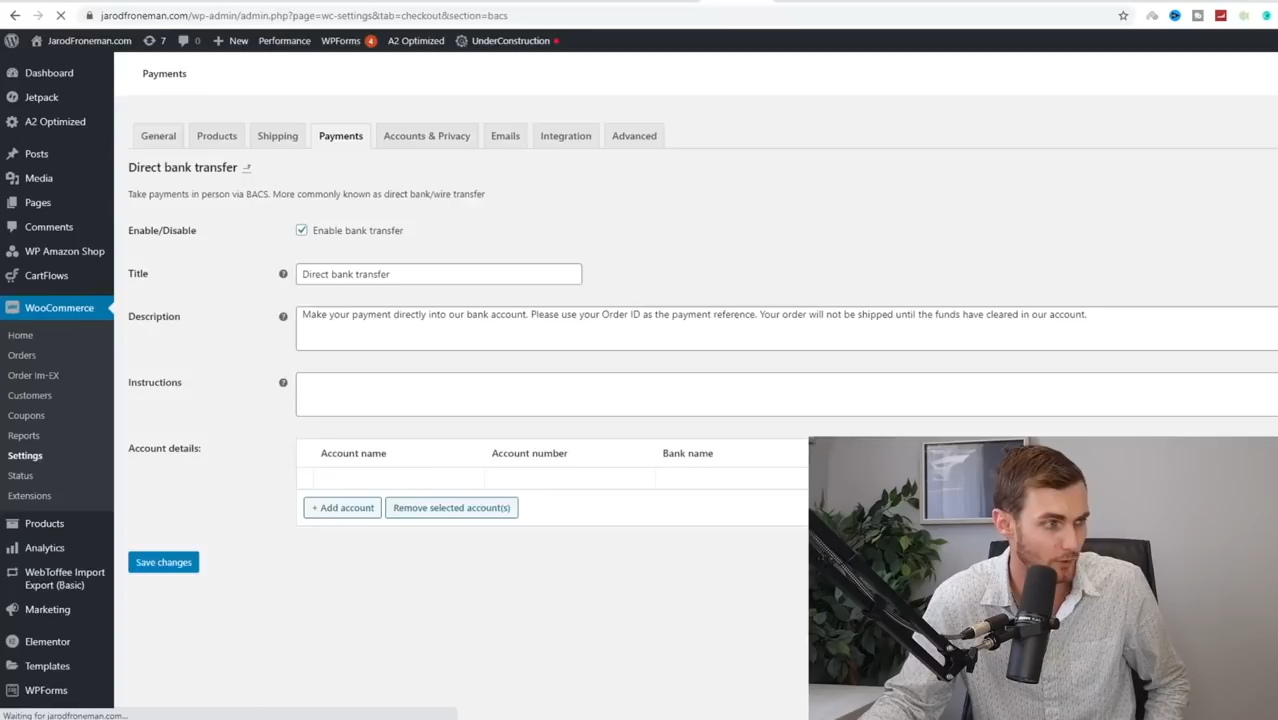 jarodfroneman.com/wp-admin/admin.php?page=wc-settings&tab=checkout&section=bacs
JarodFroneman.com 7 0 New Performance WPForms 4 A2 Optimized UnderConstruction
Dashboard
Jetpack
A2 Optimized
Posts
Media
Pages
Comments
WP Amazon Shop
CartFlows
WooCommerce
Home
Orders
Order Im-EX
Customers
Coupons
Reports
Settings
Status
Extensions
Products
Analytics
WebToffee Import
Export (Basic)
Marketing
Elementor
Templates
WPForms
Payments
General Products Shipping Payments Accounts & Privacy Emails Integration Advanced
Direct bank transfer
Take payments in person via BACS. More commonly known as direct bank/wire transfer
Enable/Disable Enable bank transfer
Title Direct bank transfer
Description Make your payment directly into our bank account. Please use your Order ID as the payment reference. Your order will not be shipped until the funds have cleared in our account.
Instructions
Account details: Account name Account number Bank name
+ Add account Remove selected account(s)
Save changes
Waiting for jarodfroneman.com...